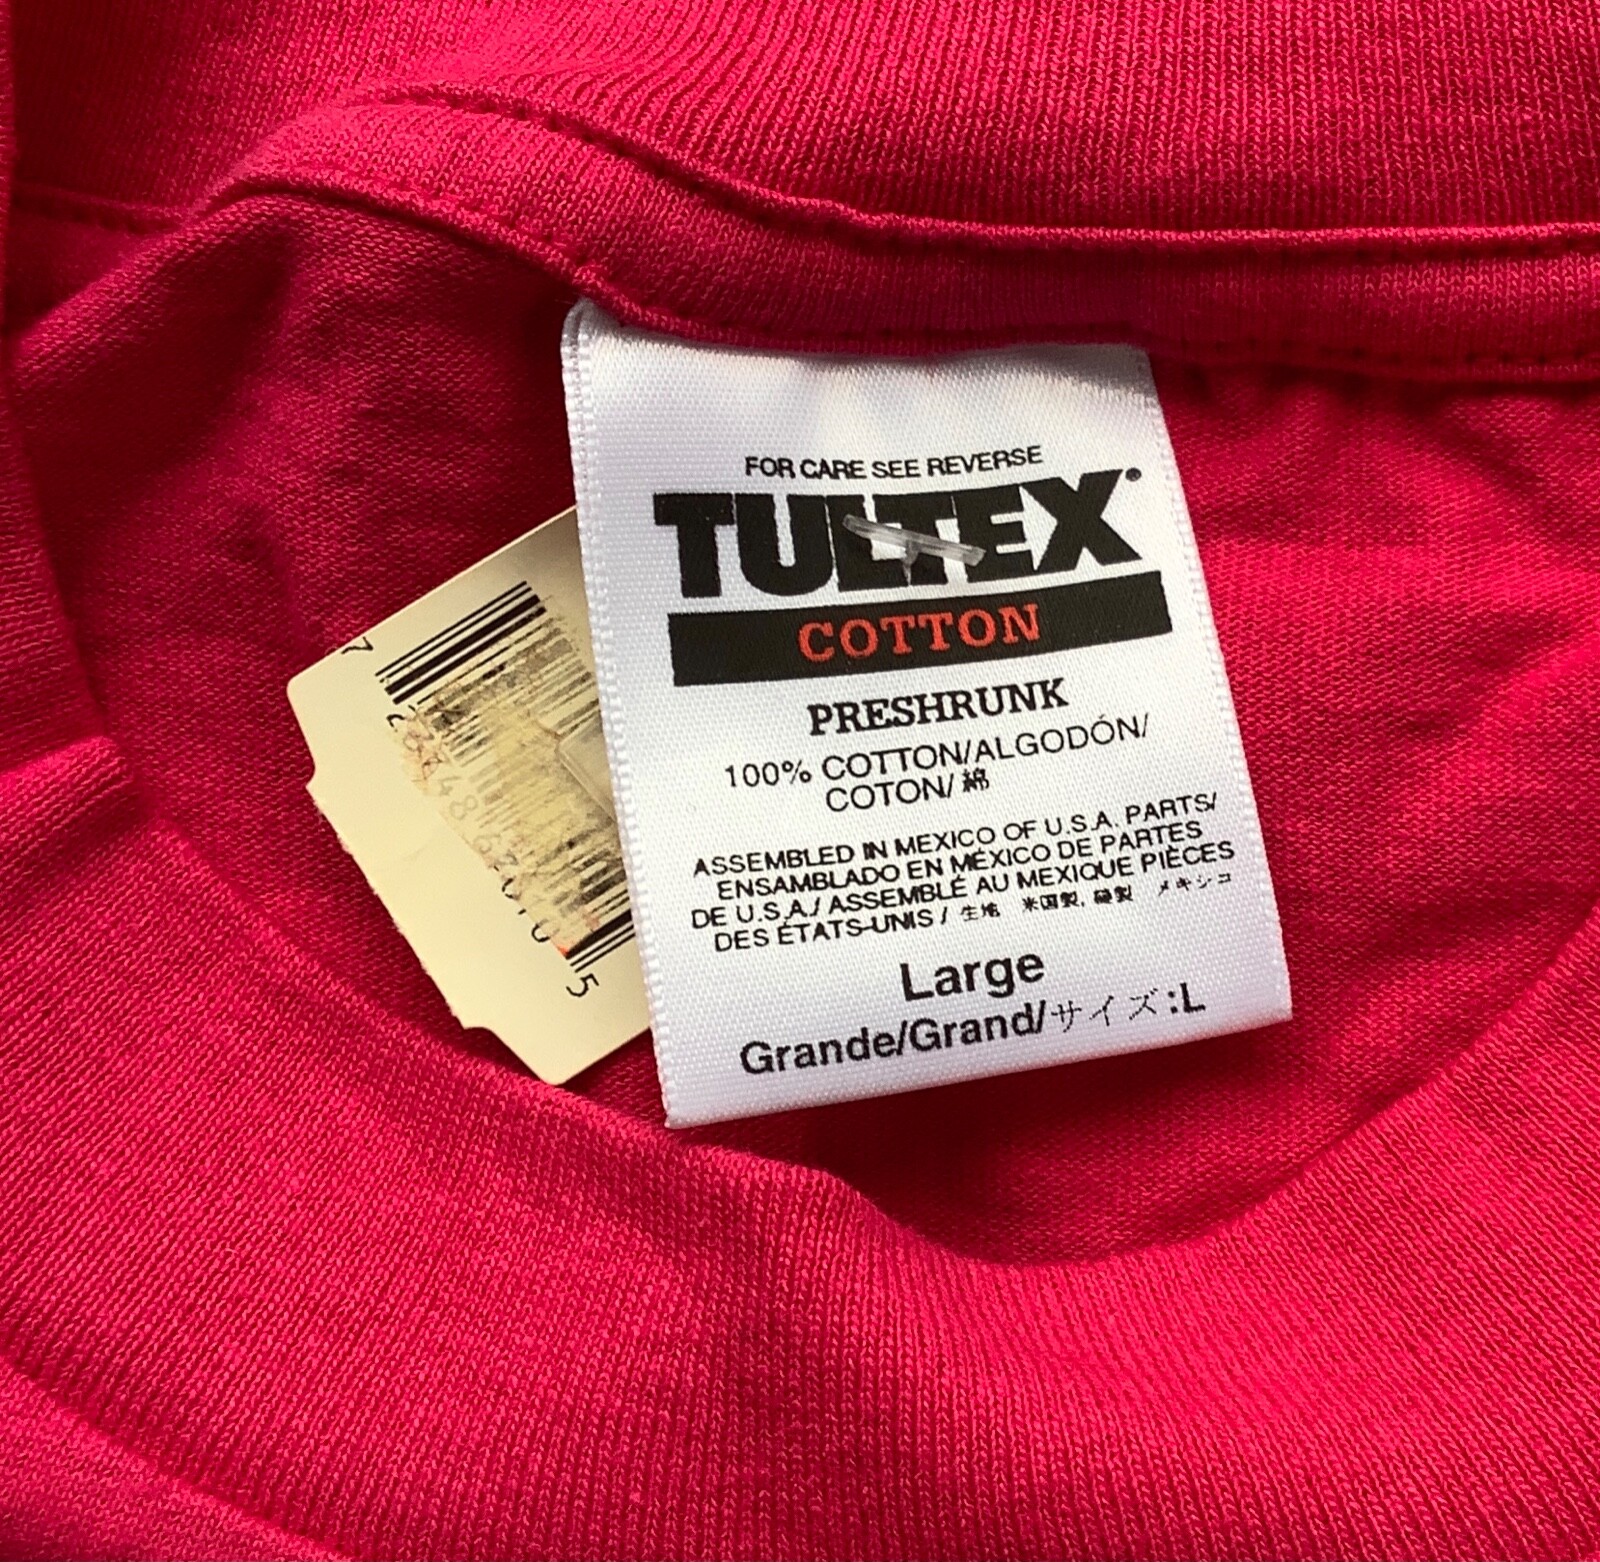 FOR CARE SEE REVERSE
TULTEX®
COTTON
PRESHRUNK
100% COTTON/ALGODÓN/
COTON/綿
ASSEMBLED IN MEXICO OF U.S.A. PARTS/
ENSAMBLADO EN MÉXICO DE PARTES
DE U.S.A./ ASSEMBLÉ AU MEXIQUE PIÈCES
DES ÉTATS-UNIS / 生地 米国製, 縫製 メキシコ
Large
Grande/Grand/サイズ:L
7
5